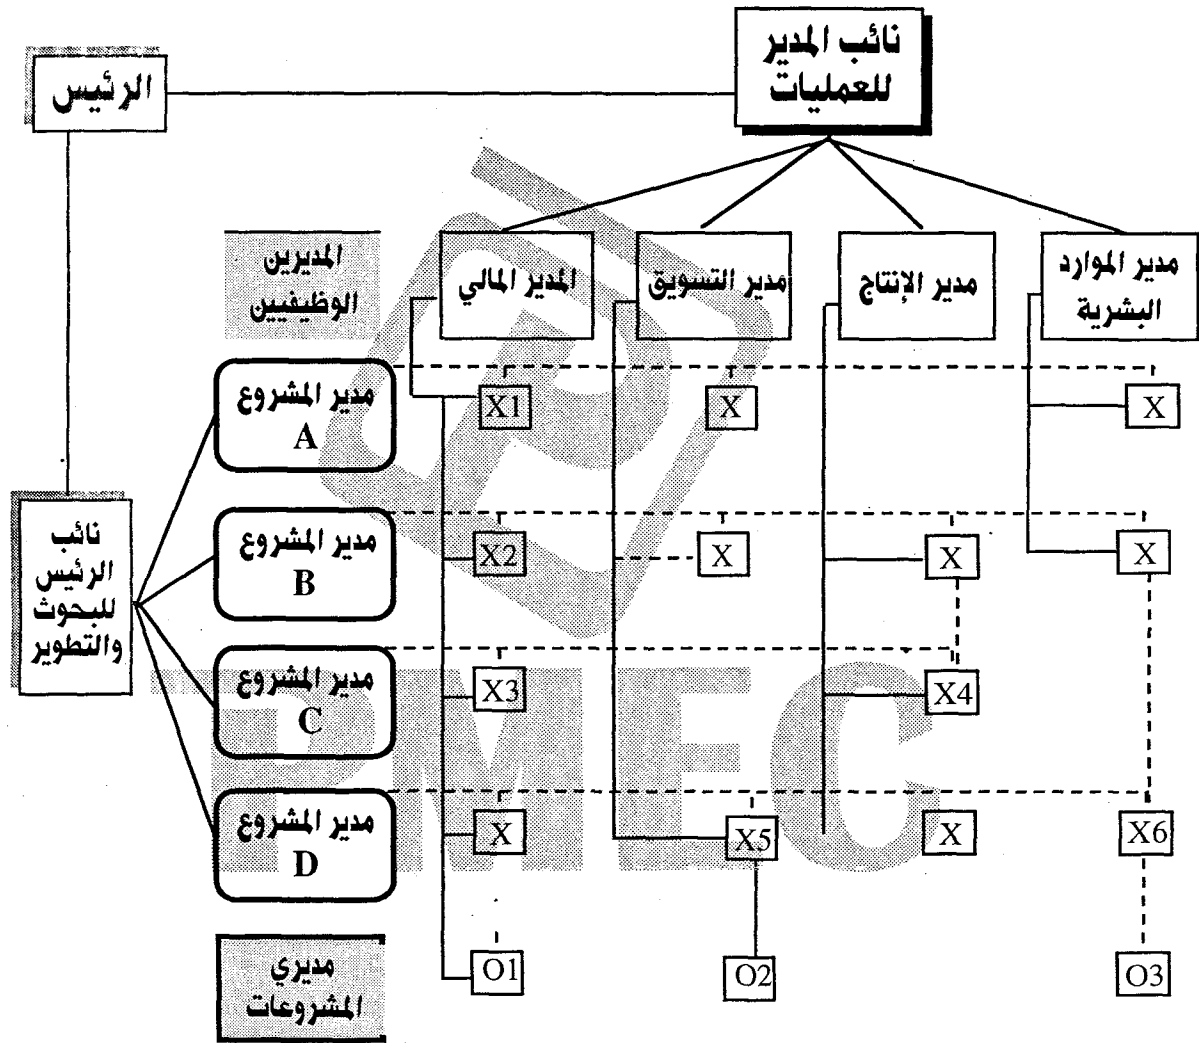 نائب المدير
للعمليات
الرئيس
المديرين
الوظيفيين
المدير المالي
مدير التسويق
مدير الإنتاج
مدير الموارد
البشرية
مدير المشروع
A
X1
X
X
نائب
الرئيس
للبحوث
والتطوير
مدير المشروع
B
X2
X
X
X
مدير المشروع
C
X3
X4
مدير المشروع
D
X
X5
X
X6
مديري
المشروعات
O1
O2
O3
PMEC